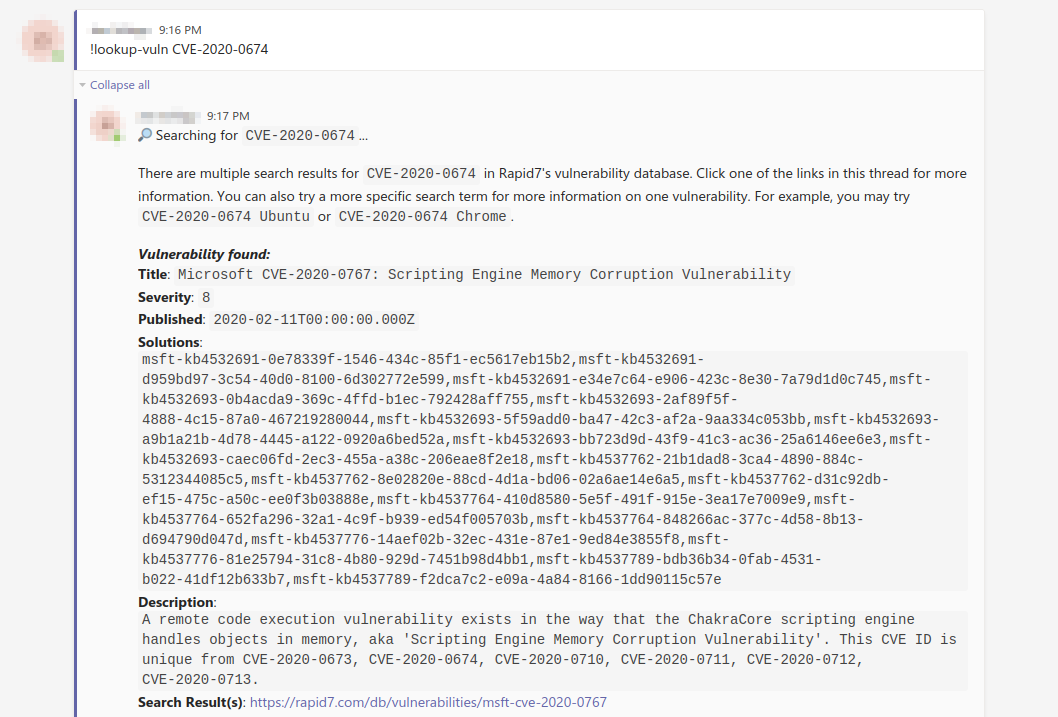 9:16 PM
!lookup-vuln CVE-2020-0674
Collapse all
9:17 PM
Searching for CVE-2020-0674 ...
There are multiple search results for CVE-2020-0674 in Rapid7's vulnerability database. Click one of the links in this thread for more
information. You can also try a more specific search term for more information on one vulnerability. For example, you may try
CVE-2020-0674 Ubuntu or CVE-2020-0674 Chrome.
Vulnerability found:
Title: Microsoft CVE-2020-0767: Scripting Engine Memory Corruption Vulnerability
Severity: 8
Published: 2020-02-11T00:00:00.000Z
Solutions:
msft-kb4532691-0e78339f-1546-434c-85f1-ec5617eb15b2,msft-kb4532691-
d959bd97-3c54-40d0-8100-6d302772e599,msft-kb4532691-e34e7c64-e906-423c-8e30-7a79d1d0c745,msft-
kb4532693-0b4acda9-369c-4ffd-b1ec-792428aff755,msft-kb4532693-2af89f5f-
4888-4c15-87a0-467219280044,msft-kb4532693-5f59add0-ba47-42c3-af2a-9aa334c053bb,msft-kb4532693-
a9b1a21b-4d78-4445-a122-0920a6bed52a,msft-kb4532693-bb723d9d-43f9-41c3-ac36-25a6146ee6e3,msft-
kb4532693-caec06fd-2ec3-455a-a38c-206eae8f2e18,msft-kb4537762-21b1dad8-3ca4-4890-884c-
5312344085c5,msft-kb4537762-8e02820e-88cd-4d1a-bd06-02a6ae14e6a5,msft-kb4537762-d31c92db-
ef15-475c-a50c-ee0f3b03888e,msft-kb4537764-410d8580-5e5f-491f-915e-3ea17e7009e9,msft-
kb4537764-652fa296-32a1-4c9f-b939-ed54f005703b,msft-kb4537764-848266ac-377c-4d58-8b13-
d694790d047d,msft-kb4537776-14aef02b-32ec-431e-87e1-9ed84e3855f8,msft-
kb4537776-81e25794-31c8-4b80-929d-7451b98d4bb1,msft-kb4537789-bdb36b34-0fab-4531-
b022-41df12b633b7,msft-kb4537789-f2dca7c2-e09a-4a84-8166-1dd90115c57e
Description:
A remote code execution vulnerability exists in the way that the ChakraCore scripting engine
handles objects in memory, aka 'Scripting Engine Memory Corruption Vulnerability'. This CVE ID is
unique from CVE-2020-0673, CVE-2020-0674, CVE-2020-0710, CVE-2020-0711, CVE-2020-0712,
CVE-2020-0713.
Search Result(s): https://rapid7.com/db/vulnerabilities/msft-cve-2020-0767